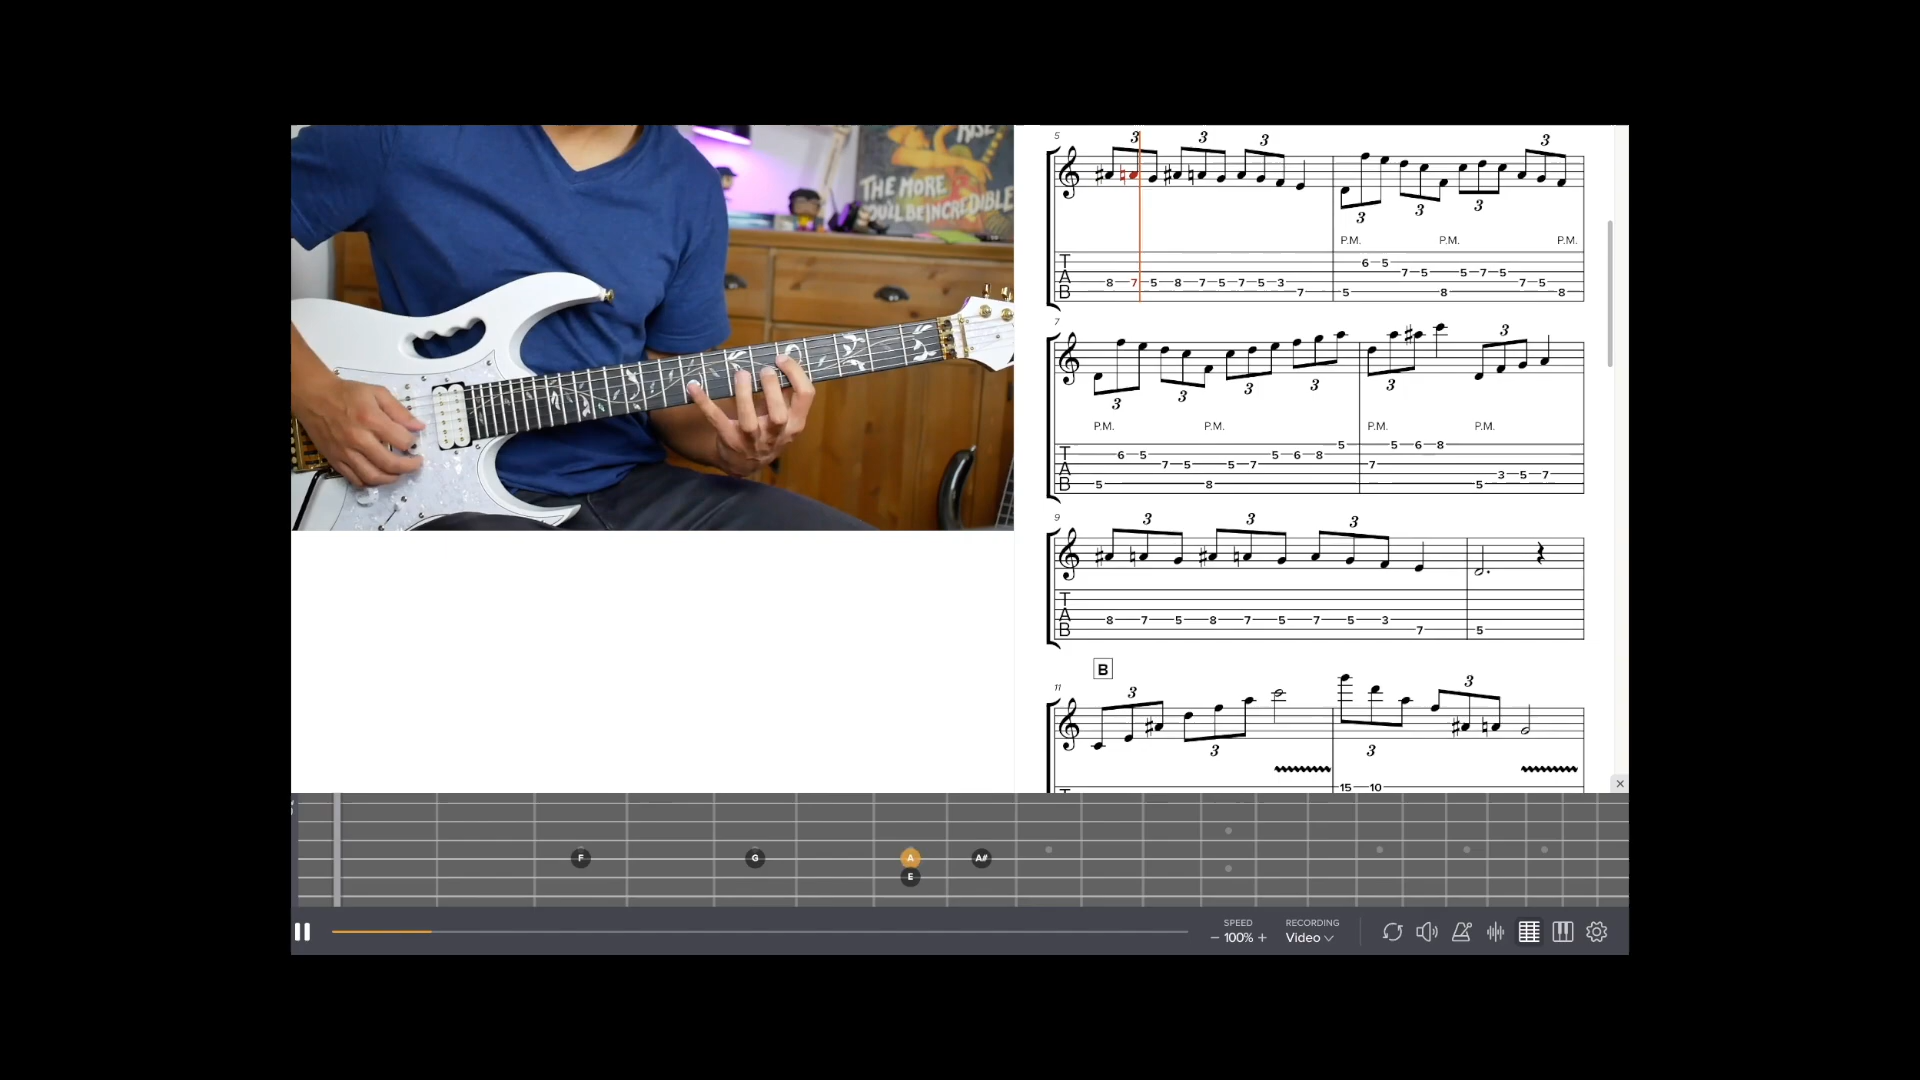 THE MORE
YOU'LL BE INCREDIBLE
5
3 3 3 3
3 3 3
P.M. P.M. P.M.
T
A
B
8 7 5 8 7 5 7 5 3 7 5 6 5 7 5 8 5 7 5 7 5 8
7
3
3 3 3 3 3
P.M. P.M. P.M. P.M.
T
A
B
5 6 5 7 5 8 5 7 5 6 8 5 7 5 6 8 5 3 5 7
9
3 3 3
T
A
B
8 7 5 8 7 5 7 5 3 7 5
B
11
3 3
3 3
15 10
F G A A#
E
SPEED
− 100% +
RECORDING
Video